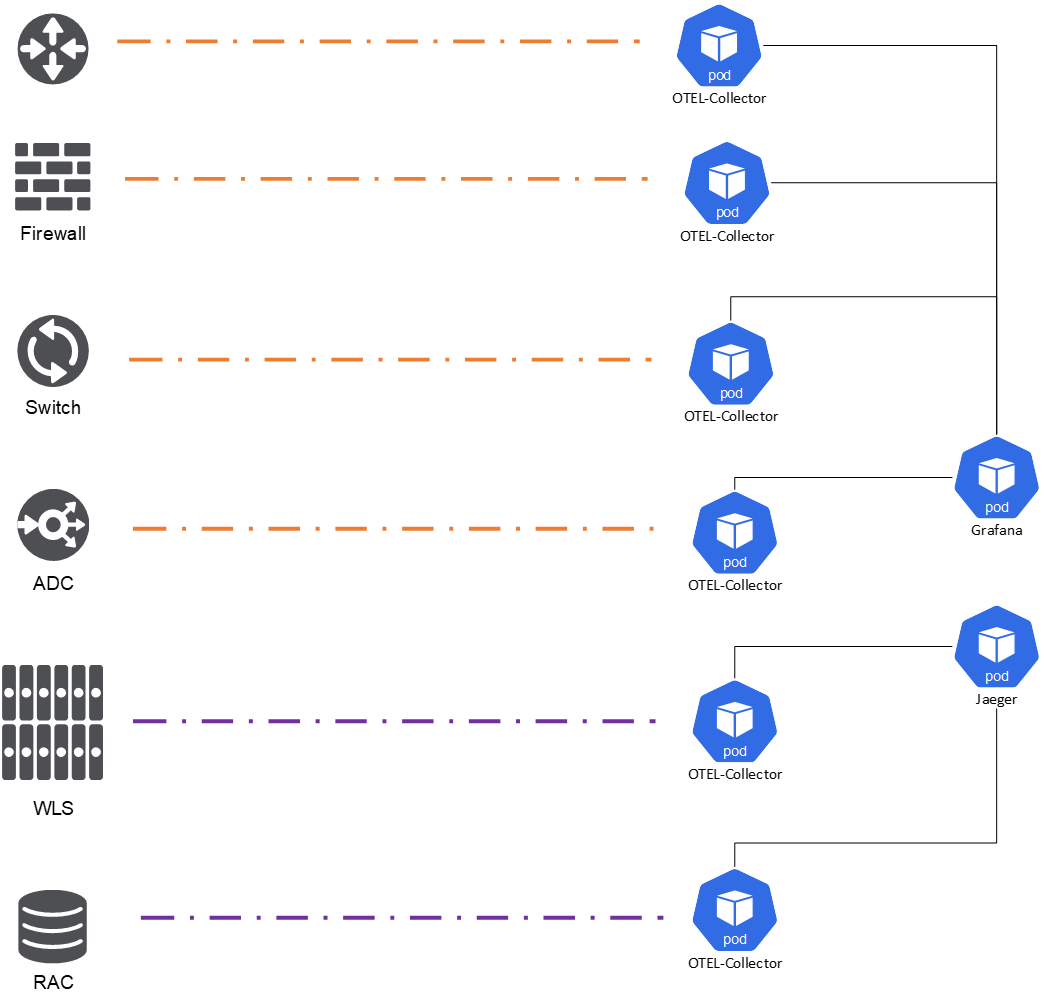 pod
OTEL-Collector
pod
OTEL-Collector
Firewall
pod
OTEL-Collector
Switch
pod
Grafana
pod
OTEL-Collector
ADC
pod
Jaeger
pod
OTEL-Collector
WLS
pod
OTEL-Collector
RAC